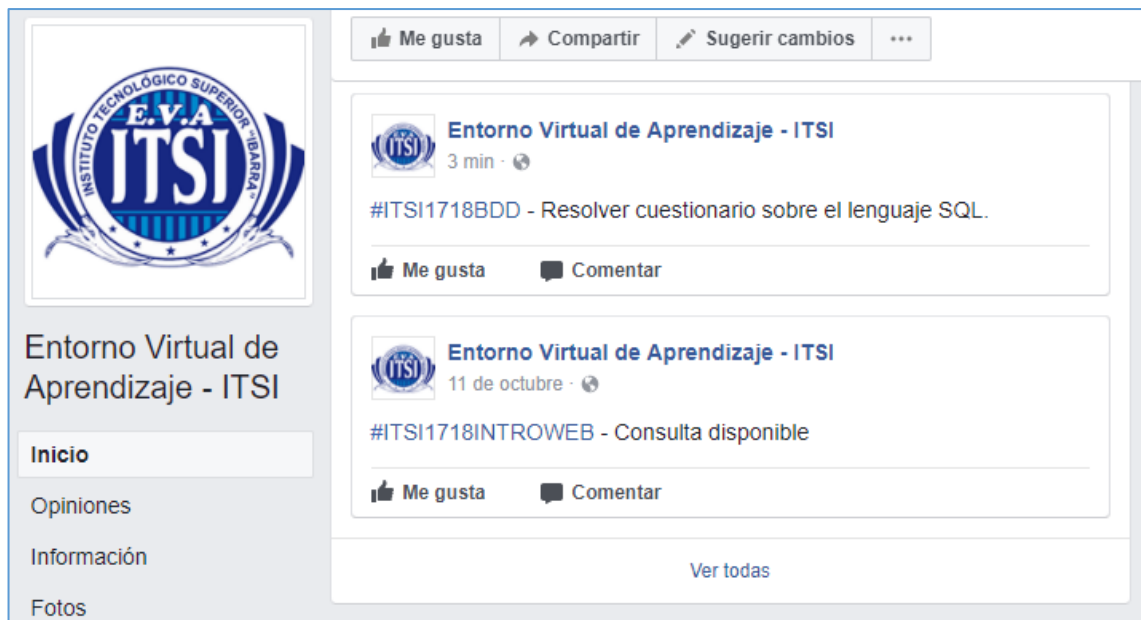 INSTITUTO TECNOLÓGICO SUPERIOR "IBARRA"
E.V.A
ITSI
Entorno Virtual de
Aprendizaje - ITSI
Inicio
Opiniones
Información
Fotos
Me gusta Compartir Sugerir cambios ...
ITSI
Entorno Virtual de Aprendizaje - ITSI
3 min ·
#ITSI1718BDD - Resolver cuestionario sobre el lenguaje SQL.
Me gusta Comentar
ITSI
Entorno Virtual de Aprendizaje - ITSI
11 de octubre ·
#ITSI1718INTROWEB - Consulta disponible
Me gusta Comentar
Ver todas